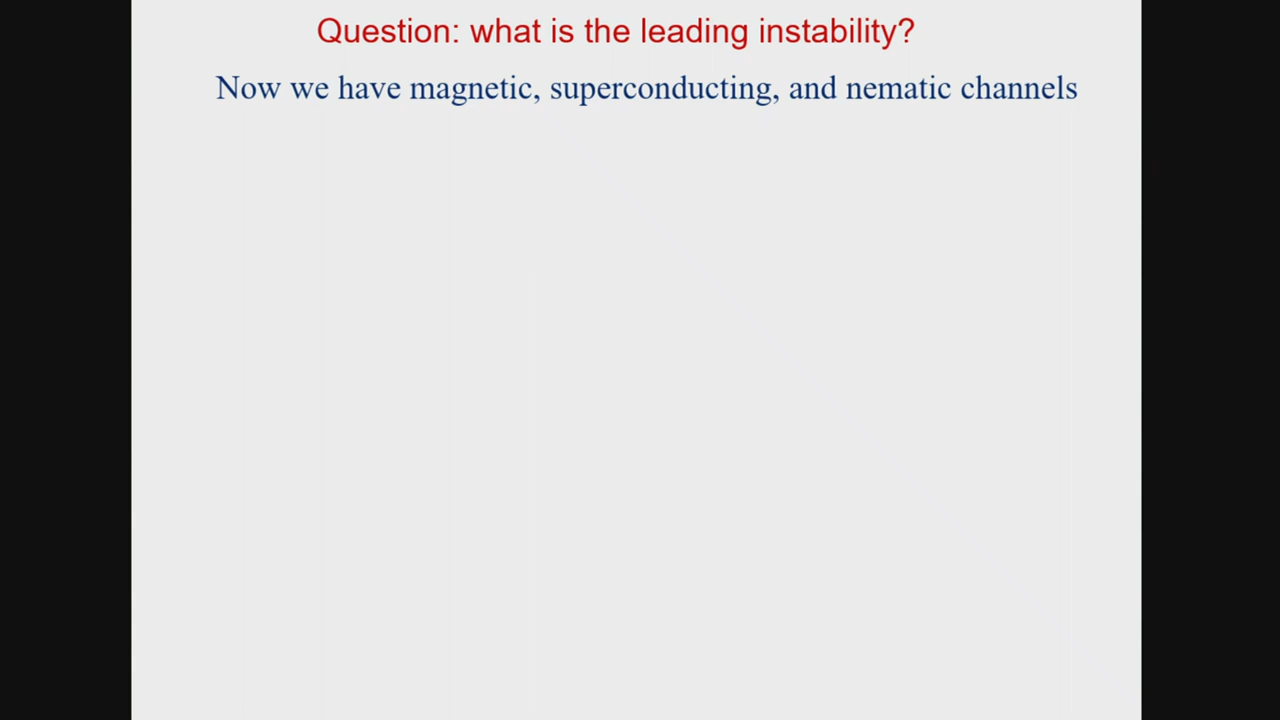 Question: what is the leading instability?
Now we have magnetic, superconducting, and nematic channels